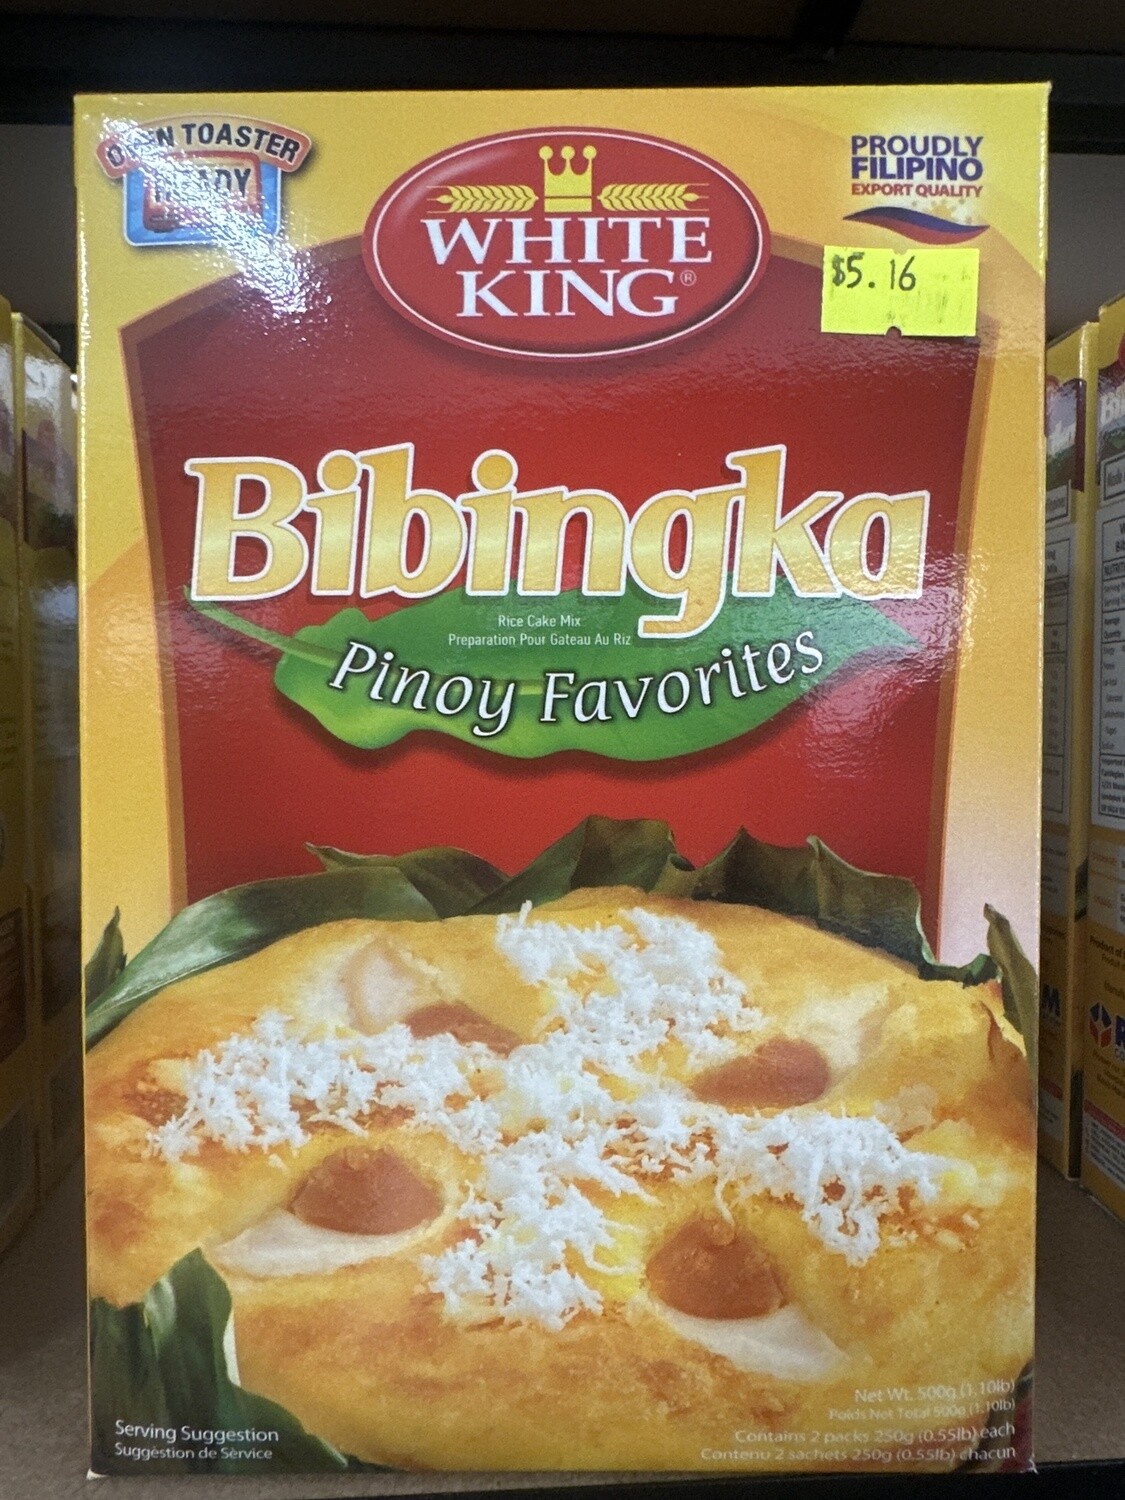 OVEN TOASTER
READY
WHITE
KING®
PROUDLY
FILIPINO
EXPORT QUALITY
$5.16
Bibingka
Rice Cake Mix
Preparation Pour Gateau Au Riz
Pinoy Favorites
Net Wt. 500g (1.10lb)
Poids Net Total 500g (1.10lb)
Contains 2 packs 250g (0.55lb) each
Contenu 2 sachets 250g (0.55lb) chacun
Serving Suggestion
Suggéstion de Sèrvice